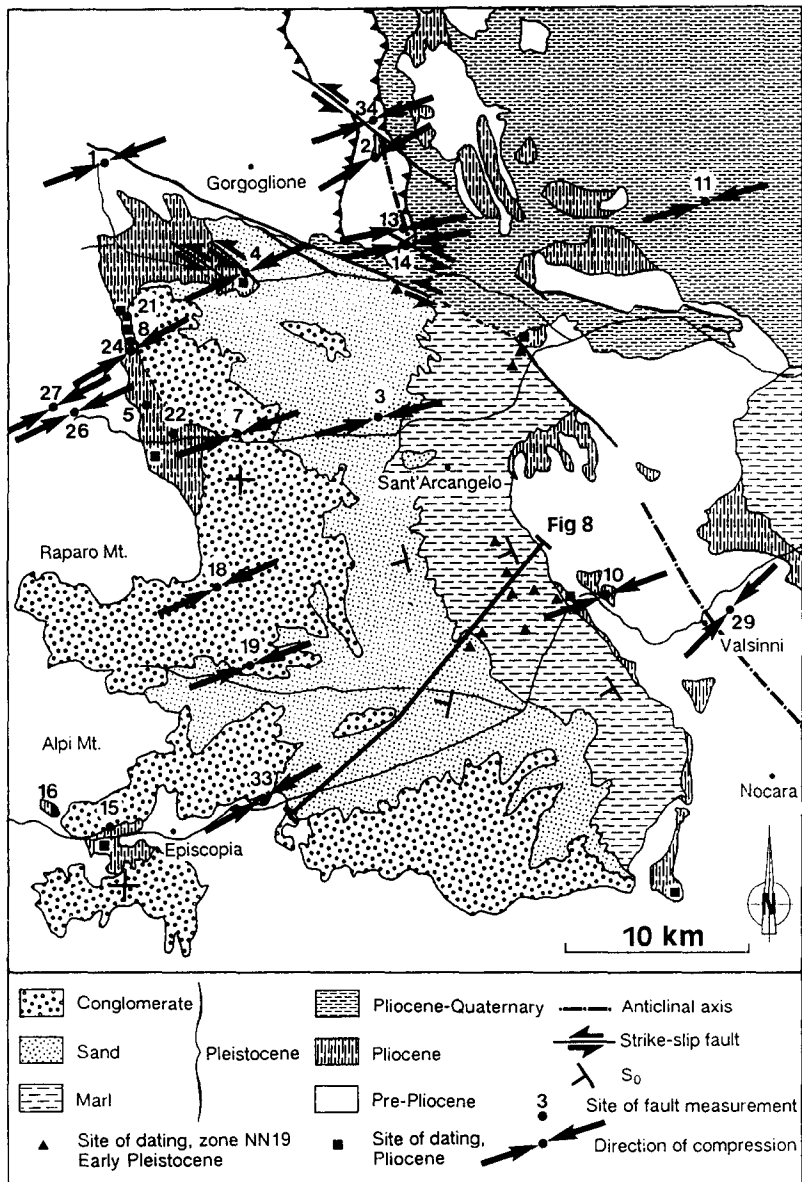 34
1
2
Gorgoglione
11
13
4
14
21
8
24
27
3
5
22
7
26
Sant'Arcangelo
Fig 8
Raparo Mt.
18
10
29
Valsinni
19
Alpi Mt.
16
33
15
Nocara
Episcopia
N
10 km
Conglomerate
Sand
Marl
Pleistocene
Site of dating, zone NN19
Early Pleistocene
Pliocene-Quaternary
Pliocene
Pre-Pliocene
Site of dating,
Pliocene
Anticlinal axis
Strike-slip fault
S₀
3
Site of fault measurement
Direction of compression